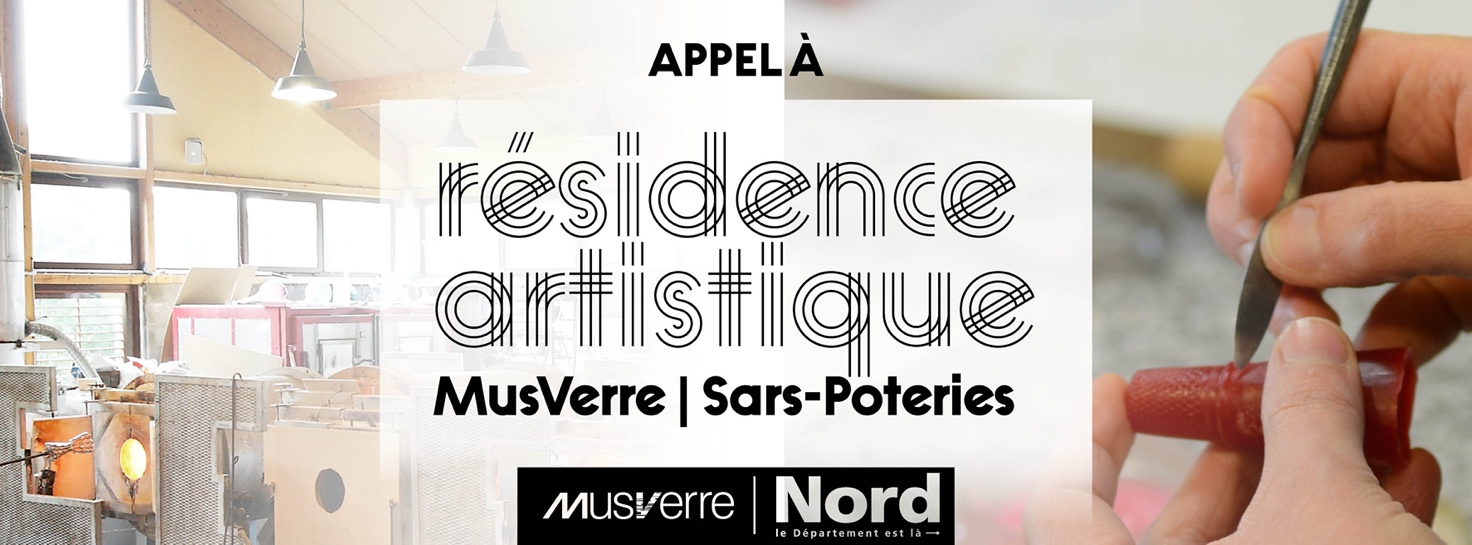 APPEL À
résidence
artistique
MusVerre | Sars-Poteries
MusVerre | Nord
le Département est là →